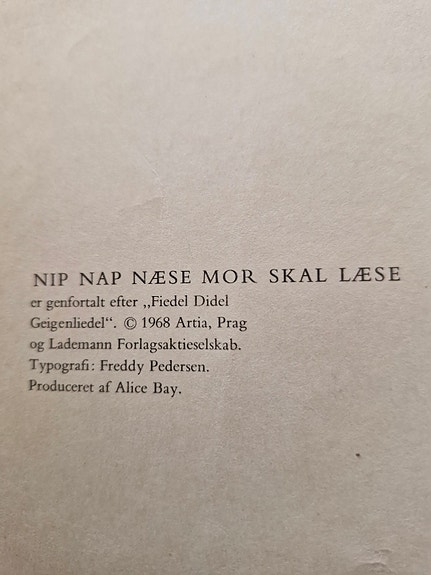 NIP NAP NÆSE MOR SKAL LÆSE
er genfortalt efter „Fiedel Didel
Geigenliedel“. © 1968 Artia, Prag
og Lademann Forlagsaktieselskab.
Typografi: Freddy Pedersen.
Produceret af Alice Bay.